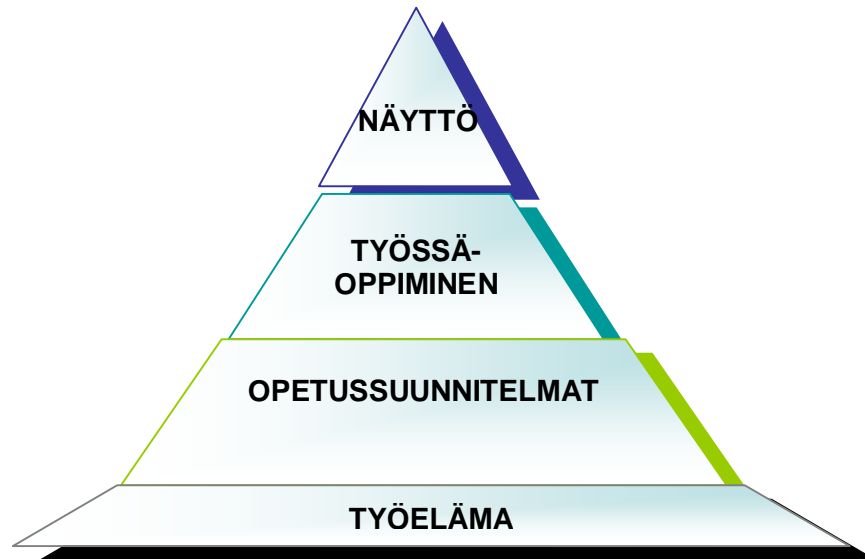 NÄYTTÖ
TYÖSSÄ-
OPPIMINEN
OPETUSSUUNNITELMAT
TYÖELÄMA